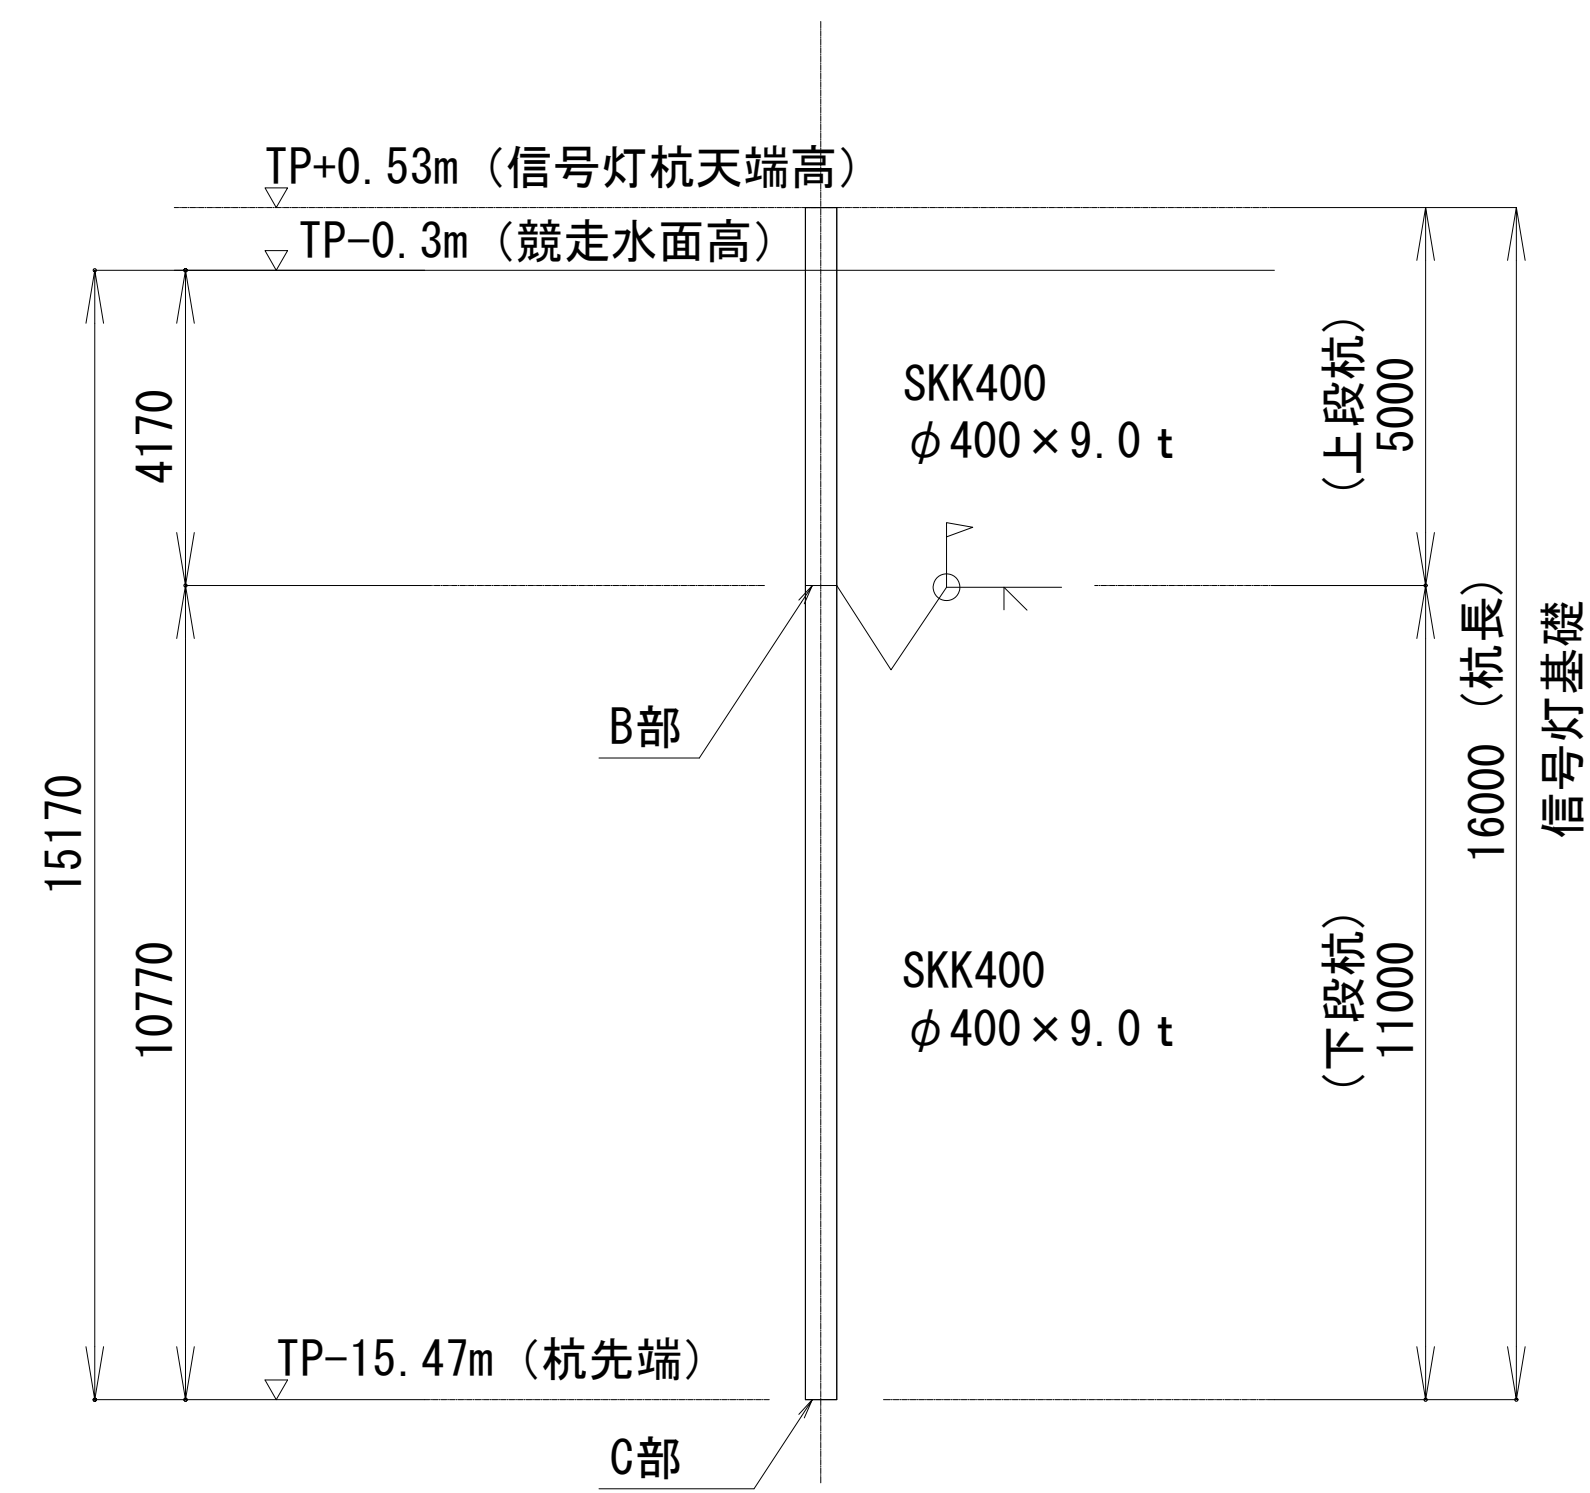 TP+0.53m (信号灯杭天端高)
TP-0.3m (競走水面高)
SKK400
φ400×9.0t
(上段杭)
5000
4170
B部
16000 (杭長)
信号灯基礎
15170
10770
SKK400
φ400×9.0t
(下段杭)
11000
TP-15.47m (杭先端)
C部